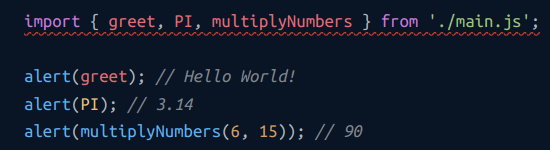 import { greet, PI, multiplyNumbers } from './main.js';
alert(greet); // Hello World!
alert(PI); // 3.14
alert(multiplyNumbers(6, 15)); // 90